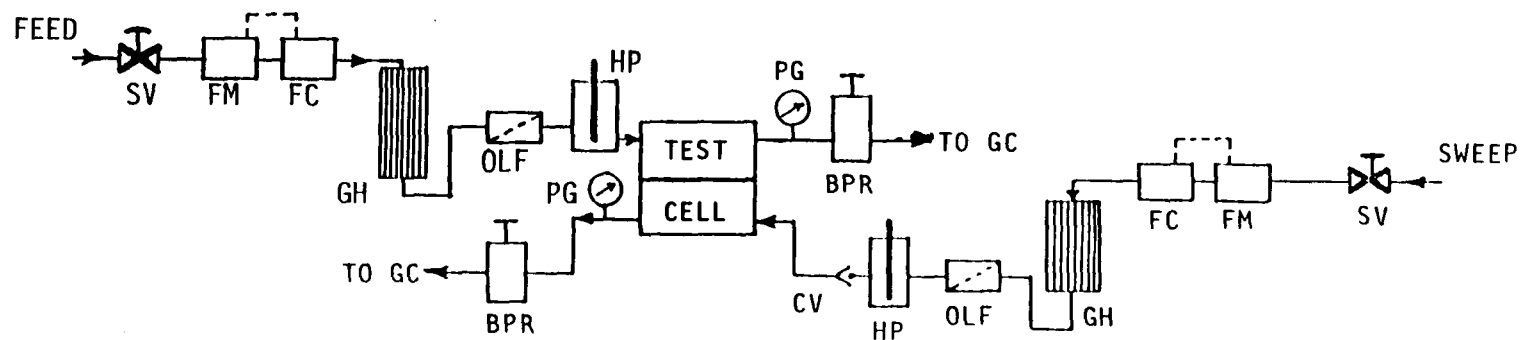 FEED
SV
FM
FC
GH
OLF
HP
TEST
CELL
PG
BPR
TO GC
PG
BPR
TO GC
SWEEP
SV
FM
FC
GH
OLF
HP
CV